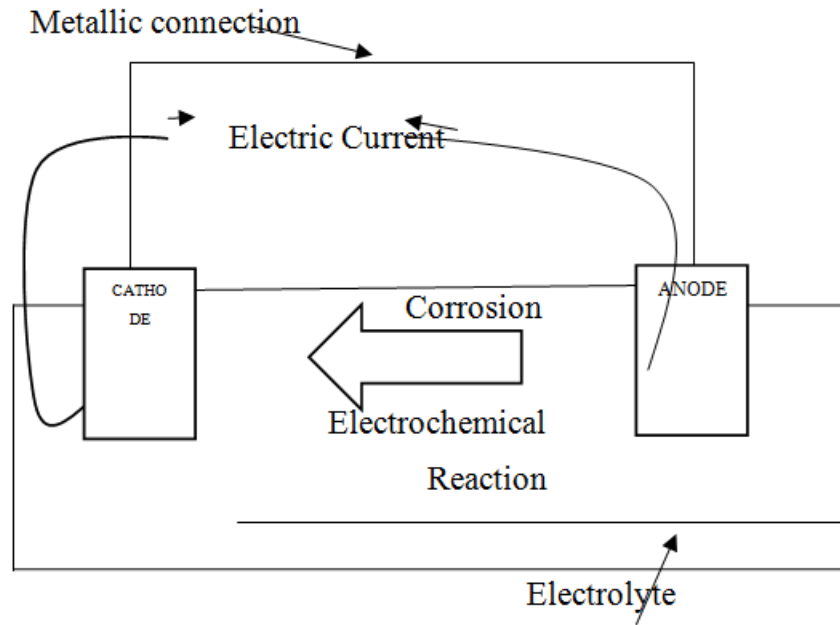 Metallic connection
Electric Current
CATHO
DE
ANODE
Corrosion
Electrochemical
Reaction
Electrolyte